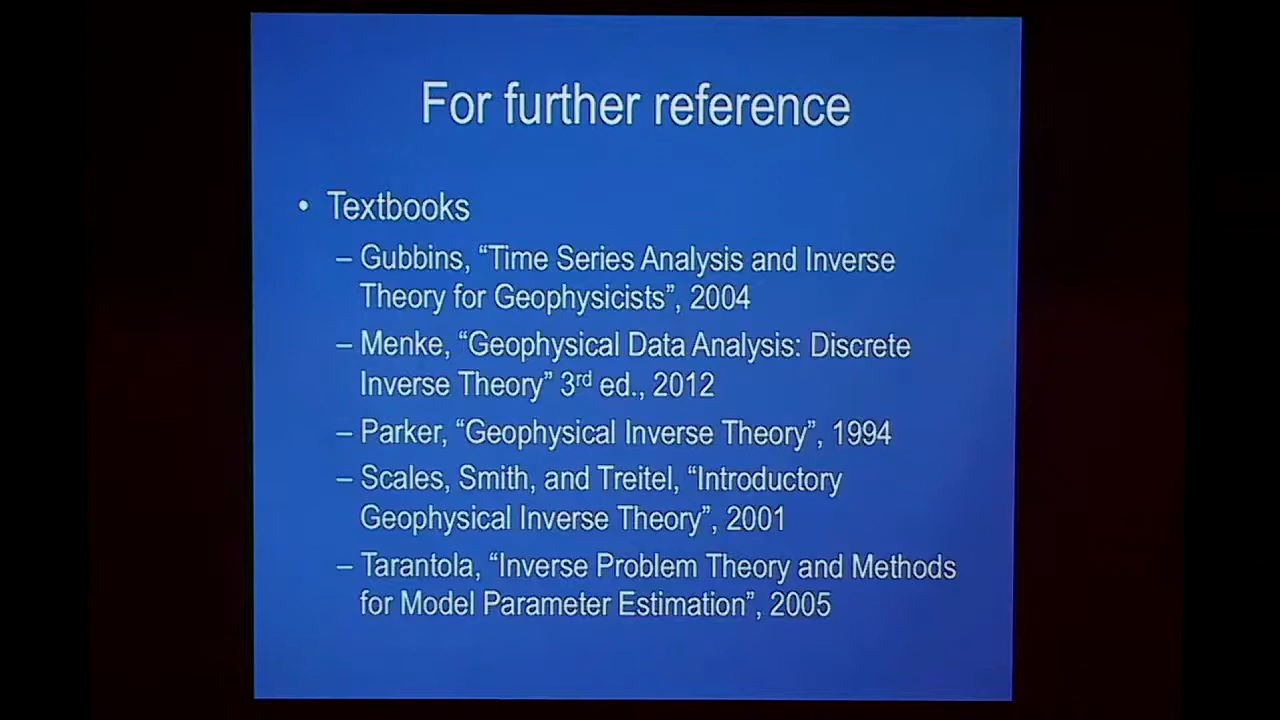 For further reference
• Textbooks
– Gubbins, “Time Series Analysis and Inverse
Theory for Geophysicists”, 2004
– Menke, “Geophysical Data Analysis: Discrete
Inverse Theory” 3rd ed., 2012
– Parker, “Geophysical Inverse Theory”, 1994
– Scales, Smith, and Treitel, “Introductory
Geophysical Inverse Theory”, 2001
– Tarantola, “Inverse Problem Theory and Methods
for Model Parameter Estimation”, 2005